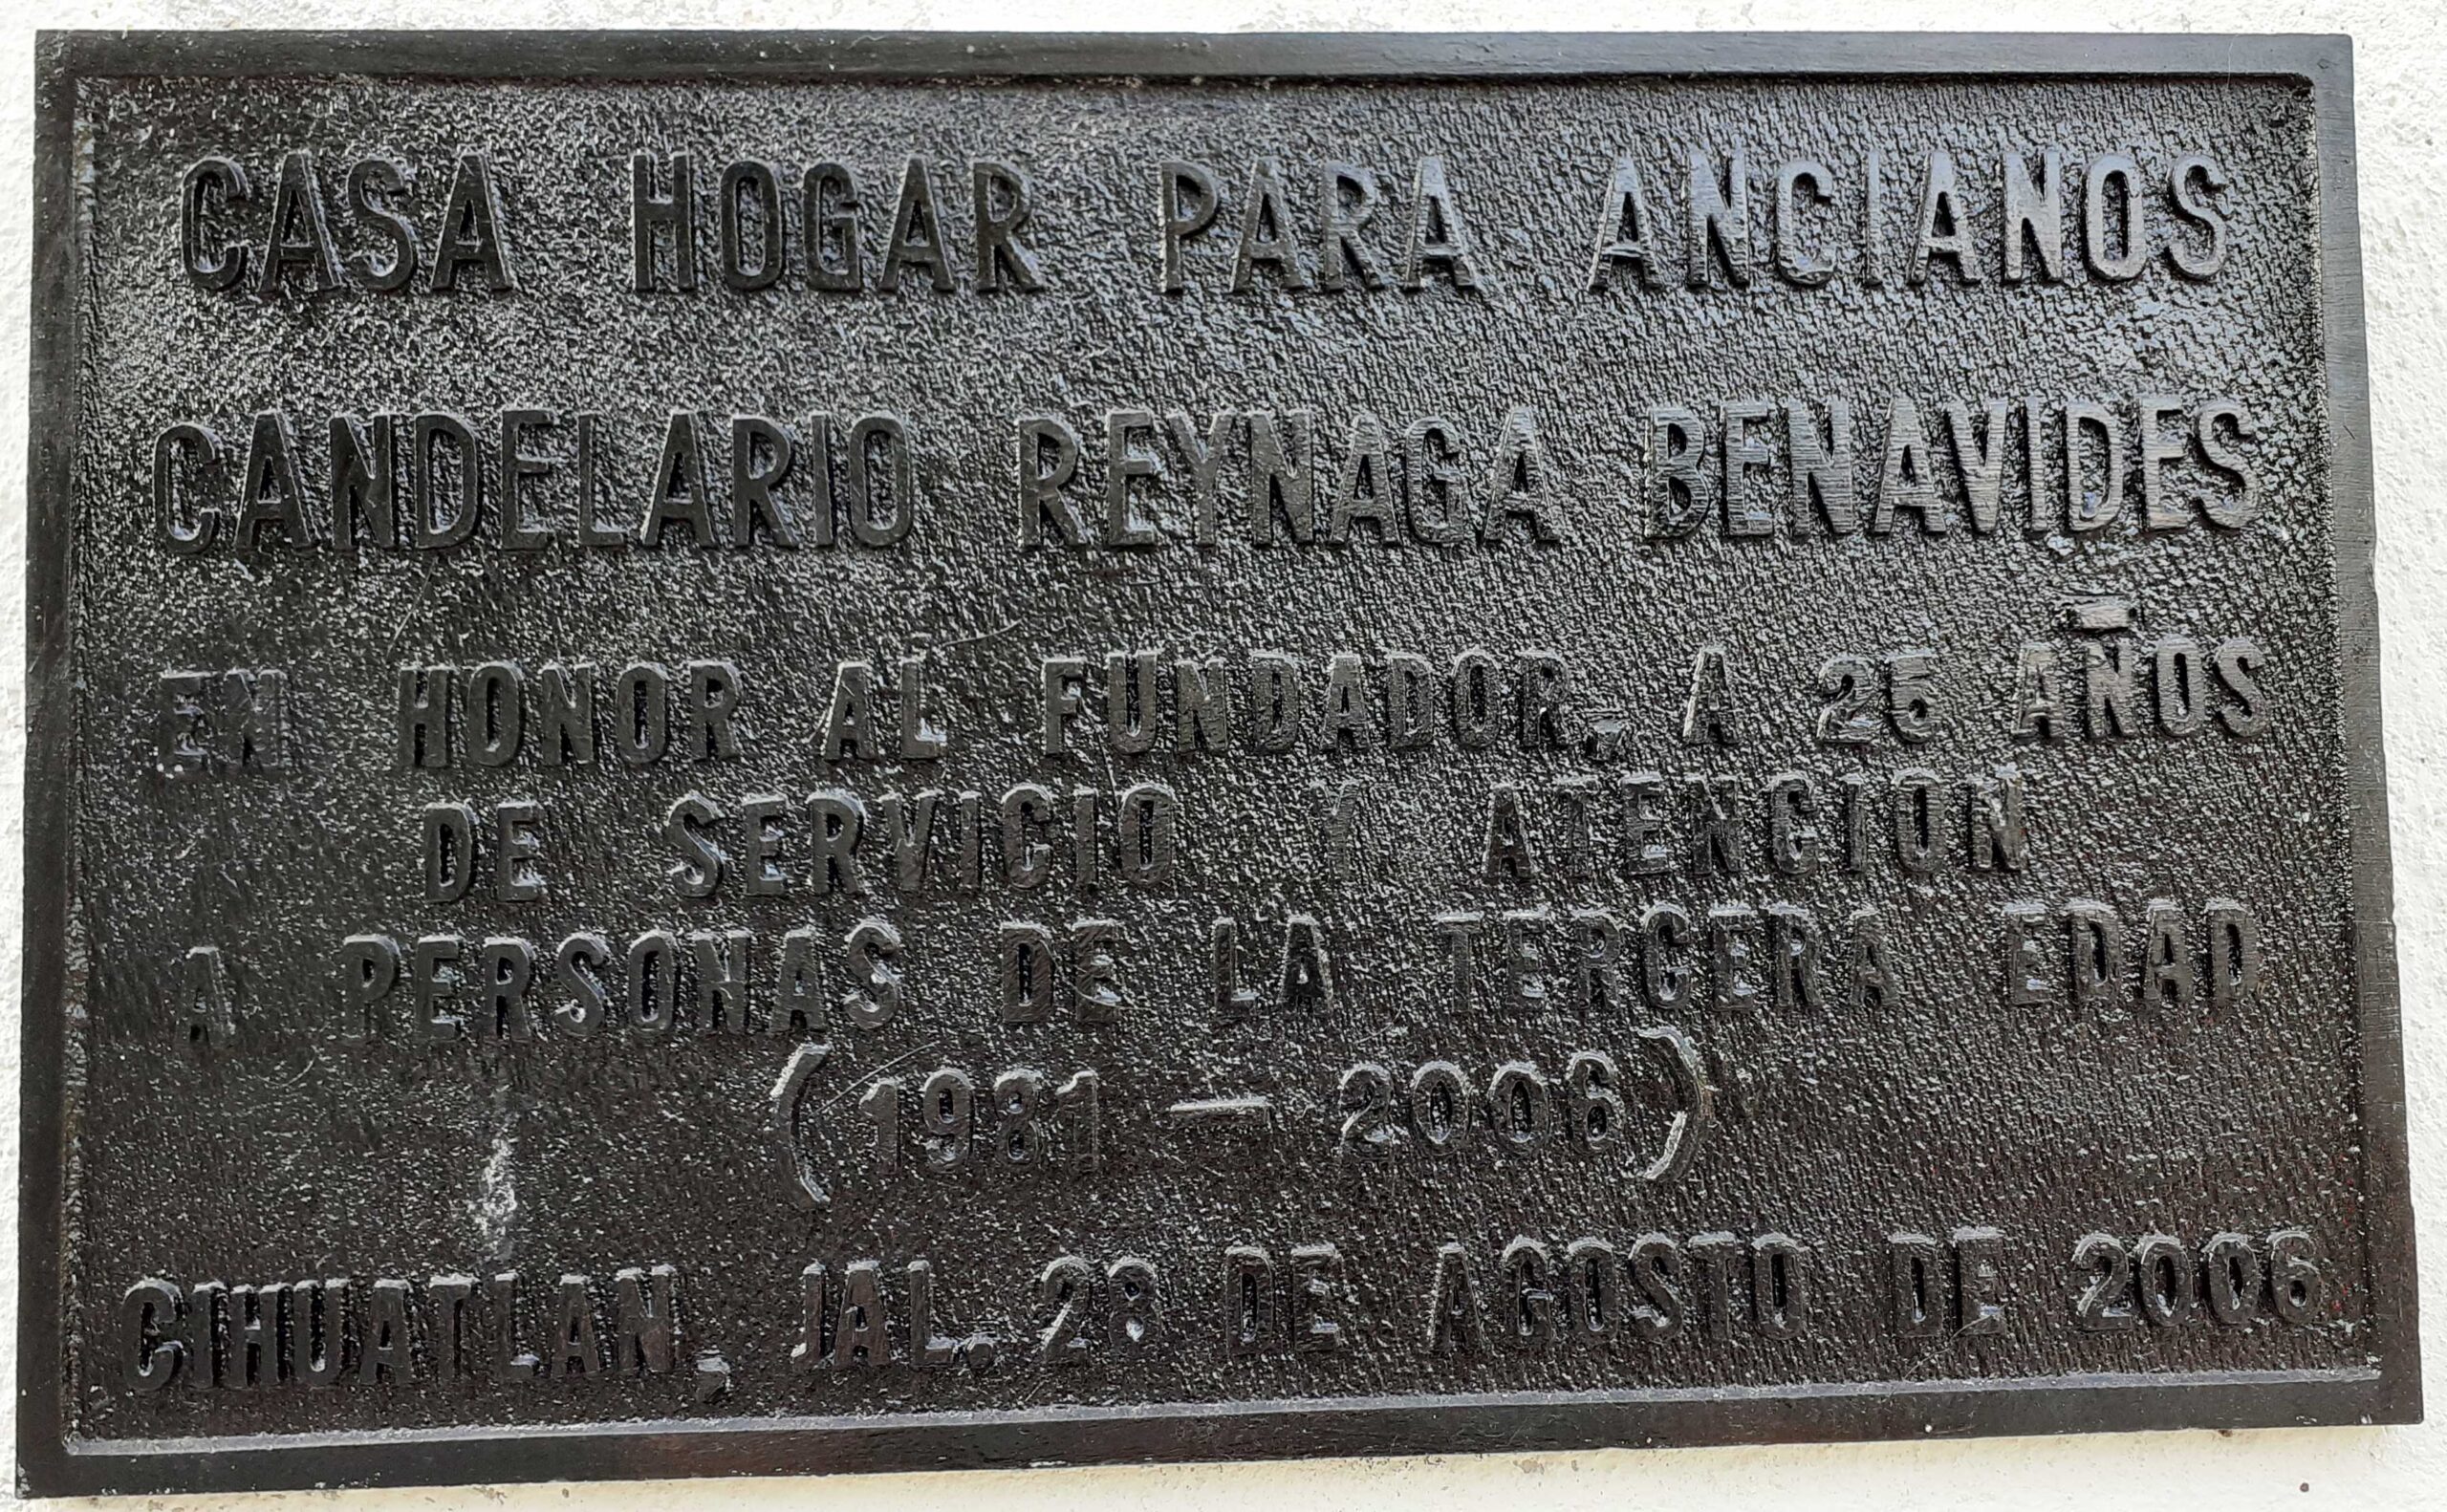 CASA HOGAR PARA ANCIANOS
CANDELARIO REYNAGA BENAVIDES
EN HONOR AL FUNDADOR, A 25 AÑOS
DE SERVICIO Y ATENCION
A PERSONAS DE LA TERCERA EDAD
(1981 — 2006)
CIHUATLAN, JAL. 28 DE AGOSTO DE 2006